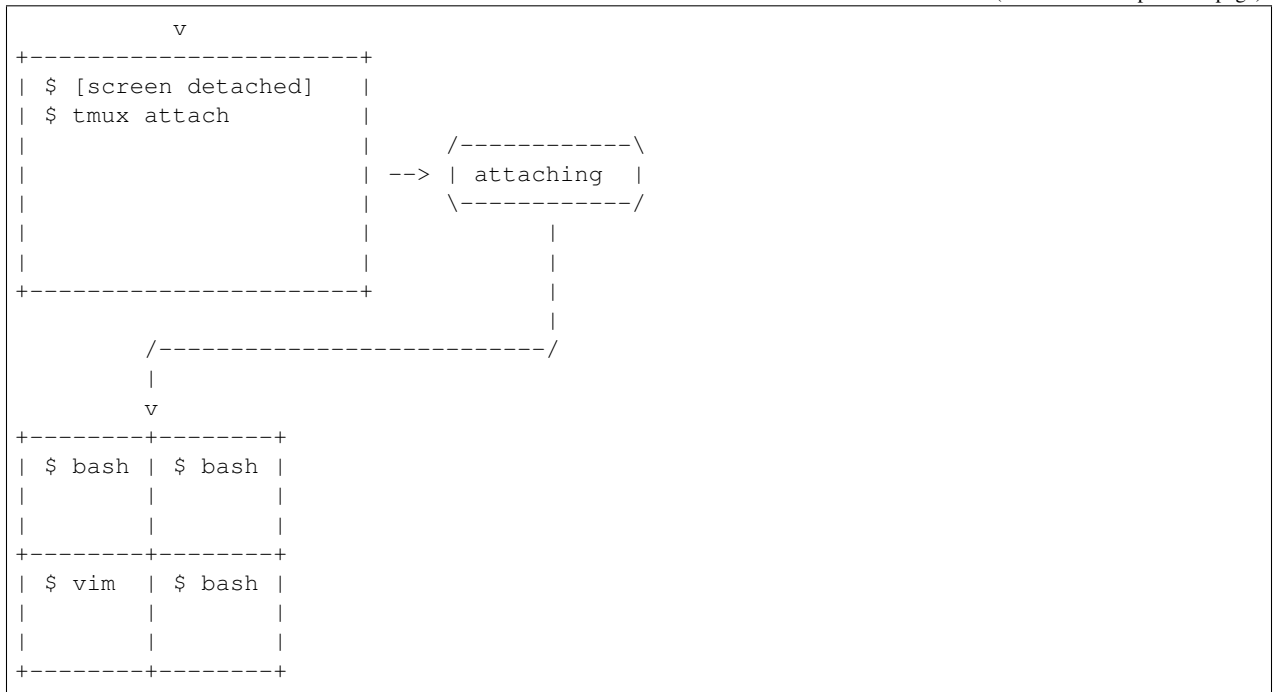 v
+------------------------+
| $ [screen detached]   |
| $ tmux attach         |
|                        |     /------------\
|                        | --> | attaching  |
|                        |     \------------/
|                        |            |
|                        |            |
+------------------------+            |
                                      |
         /---------------------------/
         |
         v
+---------+---------+
| $ bash | $ bash |
|         |         |
|         |         |
+---------+---------+
| $ vim  | $ bash |
|         |         |
|         |         |
+---------+---------+